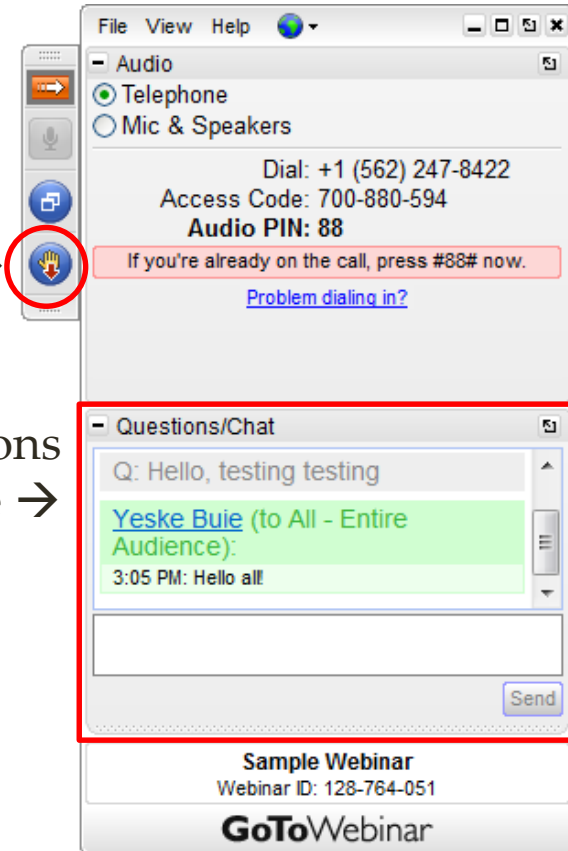 File View Help
Audio
Telephone
Mic & Speakers
Dial: +1 (562) 247-8422
Access Code: 700-880-594
Audio PIN: 88
If you're already on the call, press #88# now.
Problem dialing in?
Questions/Chat
Q: Hello, testing testing
Yeske Buie (to All - Entire
Audience):
3:05 PM: Hello all!
Send
Sample Webinar
Webinar ID: 128-764-051
GoToWebinar